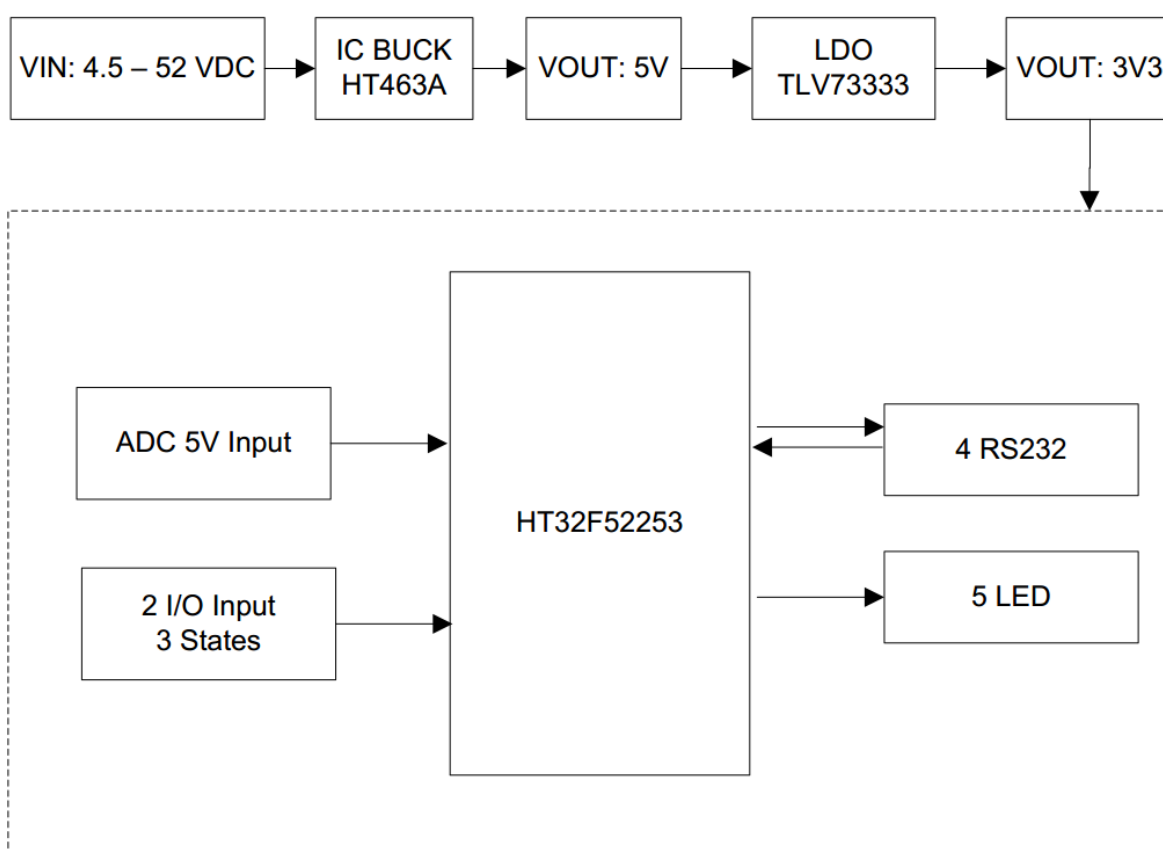 VIN: 4.5 – 52 VDC
IC BUCK
HT463A
VOUT: 5V
LDO
TLV73333
VOUT: 3V3
ADC 5V Input
2 I/O Input
3 States
HT32F52253
4 RS232
5 LED